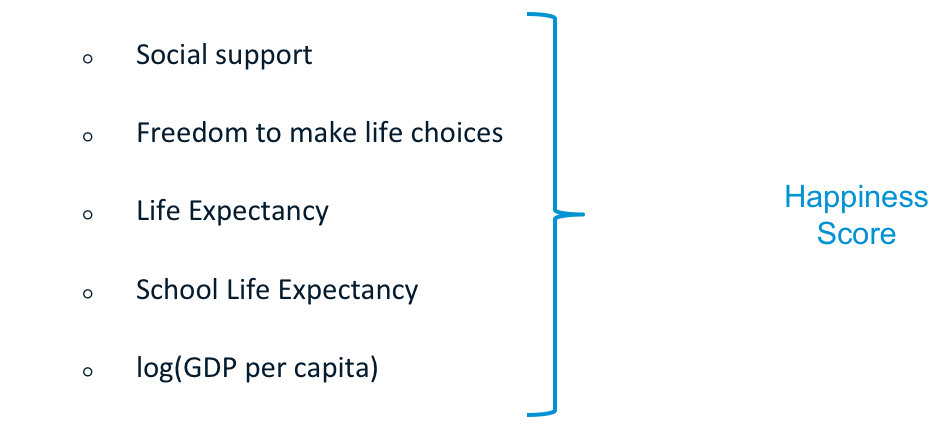 Social support
Freedom to make life choices
Life Expectancy
School Life Expectancy
log(GDP per capita)
Happiness
Score